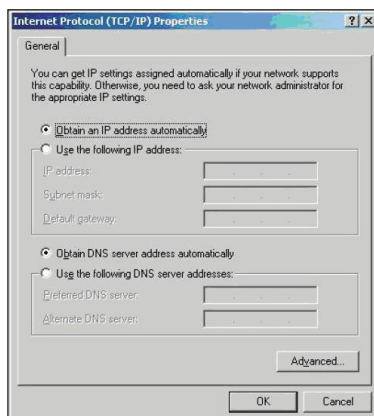 Internet Protocol (TCP/IP) Properties
General
You can get IP settings assigned automatically if your network supports
this capability. Otherwise, you need to ask your network administrator for
the appropriate IP settings.
Obtain an IP address automatically
Use the following IP address:
IP address:
Subnet mask:
Default gateway:
Obtain DNS server address automatically
Use the following DNS server addresses:
Preferred DNS server:
Alternate DNS server:
Advanced...
OK Cancel